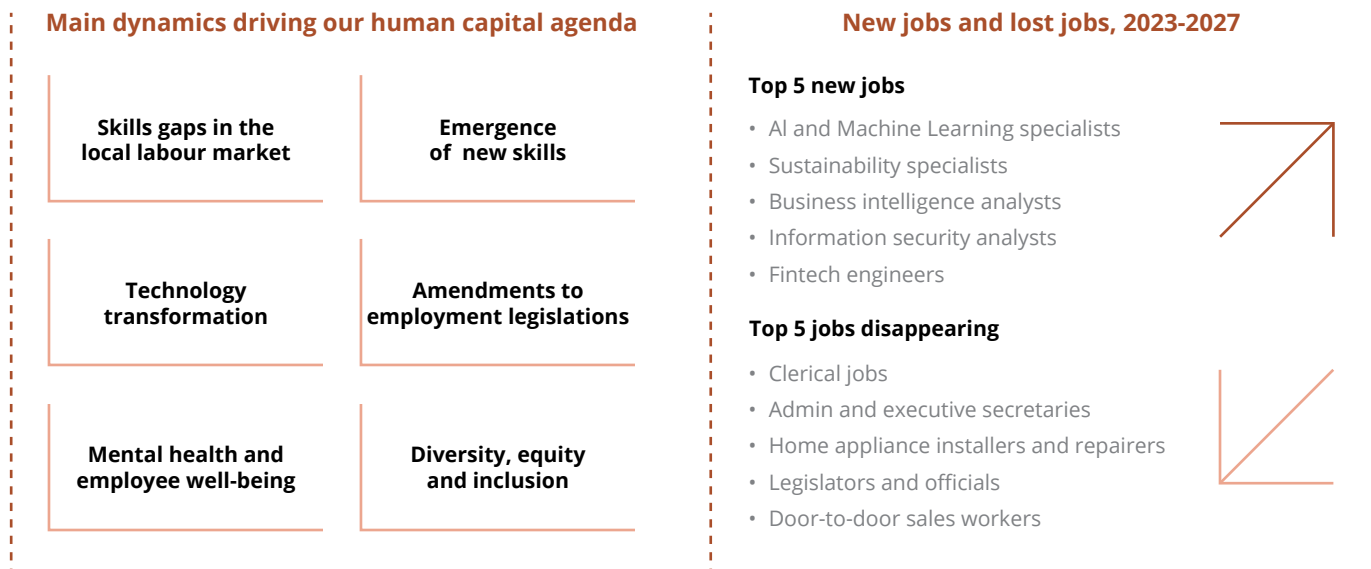 Main dynamics driving our human capital agenda
Skills gaps in the
local labour market
Emergence
of new skills
Technology
transformation
Amendments to
employment legislations
Mental health and
employee well-being
Diversity, equity
and inclusion
New jobs and lost jobs, 2023-2027
Top 5 new jobs
• Al and Machine Learning specialists
• Sustainability specialists
• Business intelligence analysts
• Information security analysts
• Fintech engineers
Top 5 jobs disappearing
• Clerical jobs
• Admin and executive secretaries
• Home appliance installers and repairers
• Legislators and officials
• Door-to-door sales workers